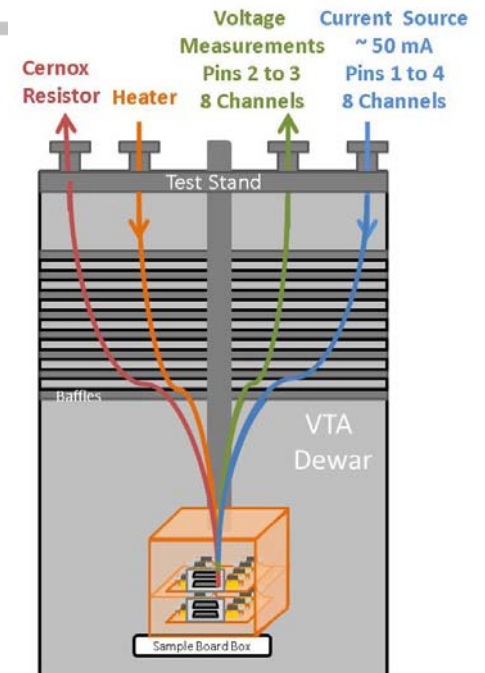 Voltage
Measurements
Pins 2 to 3
8 Channels
Current Source
~ 50 mA
Pins 1 to 4
8 Channels
Cernox
Resistor
Heater
Test Stand
Baffles
VTA
Dewar
Sample Board Box